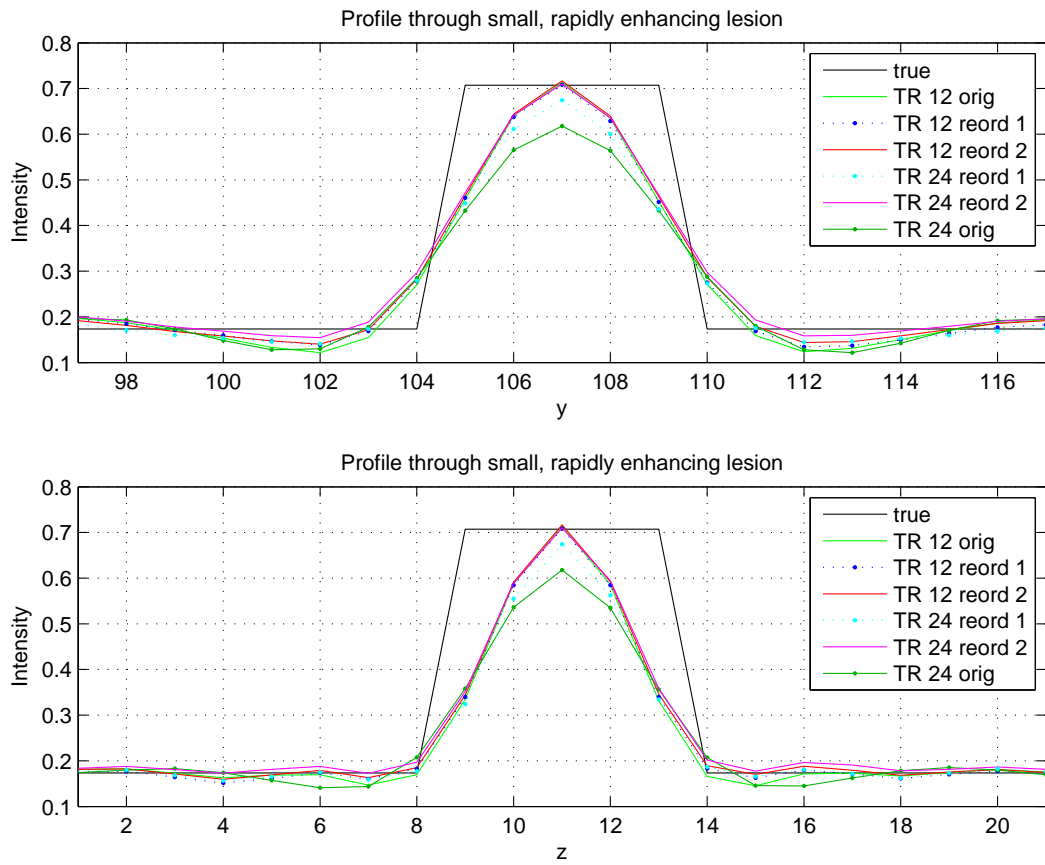 Profile through small, rapidly enhancing lesion
0.8
0.7
0.6
0.5
0.4
0.3
0.2
0.1
Intensity
98 100 102 104 106 108 110 112 114 116
y
true
TR 12 orig
TR 12 reord 1
TR 12 reord 2
TR 24 reord 1
TR 24 reord 2
TR 24 orig
Profile through small, rapidly enhancing lesion
0.8
0.7
0.6
0.5
0.4
0.3
0.2
0.1
Intensity
2 4 6 8 10 12 14 16 18 20
z
true
TR 12 orig
TR 12 reord 1
TR 12 reord 2
TR 24 reord 1
TR 24 reord 2
TR 24 orig